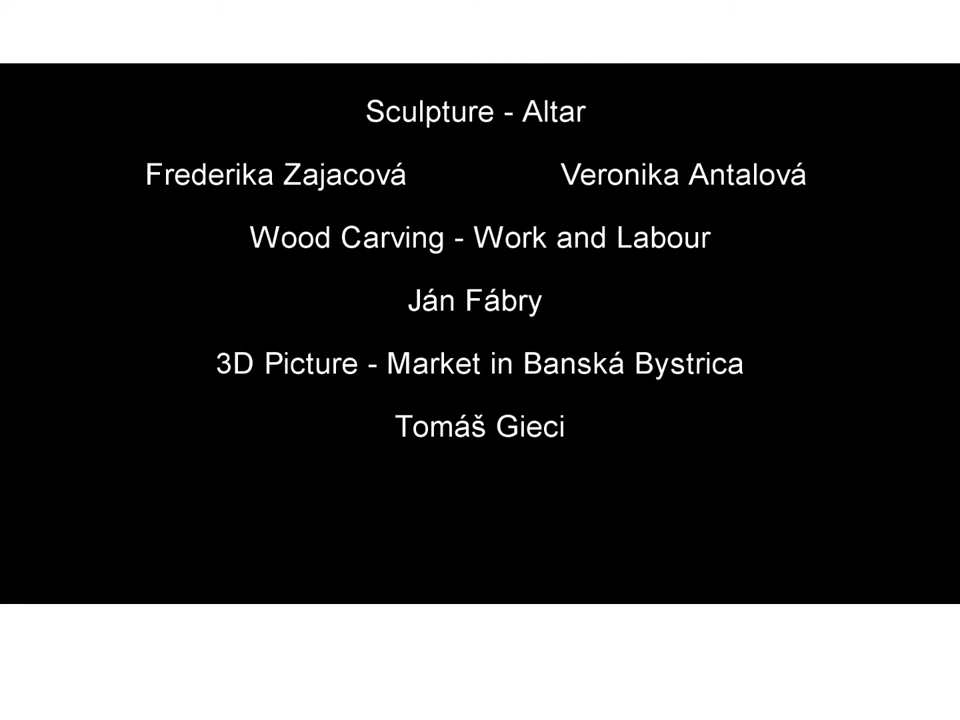 Sculpture - Altar
Frederika Zajacová Veronika Antalová
Wood Carving - Work and Labour
Ján Fábry
3D Picture - Market in Banská Bystrica
Tomáš Gieci